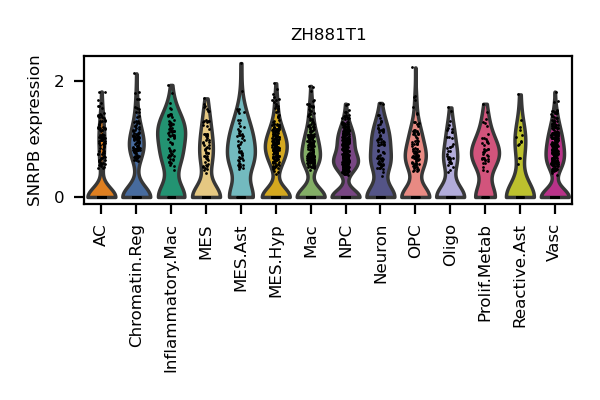 ZH881T1
SNRPB expression
2
0
AC
Chromatin.Reg
Inflammatory.Mac
MES
MES.Ast
MES.Hyp
Mac
NPC
Neuron
OPC
Oligo
Prolif.Metab
Reactive.Ast
Vasc